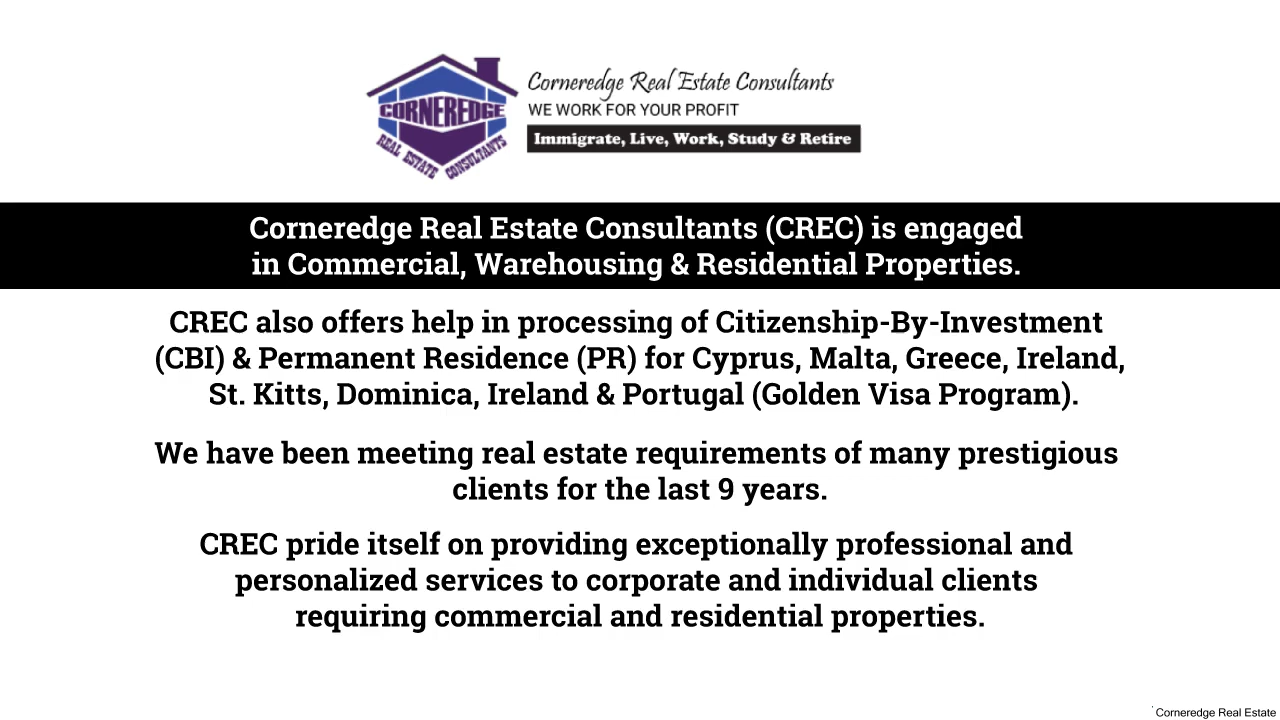 CORNEREDGE
REAL ESTATE CONSULTANTS
Corneredge Real Estate Consultants
WE WORK FOR YOUR PROFIT
Immigrate, Live, Work, Study & Retire
Corneredge Real Estate Consultants (CREC) is engaged
in Commercial, Warehousing & Residential Properties.
CREC also offers help in processing of Citizenship-By-Investment
(CBI) & Permanent Residence (PR) for Cyprus, Malta, Greece, Ireland,
St. Kitts, Dominica, Ireland & Portugal (Golden Visa Program).
We have been meeting real estate requirements of many prestigious
clients for the last 9 years.
CREC pride itself on providing exceptionally professional and
personalized services to corporate and individual clients
requiring commercial and residential properties.
Corneredge Real Estate